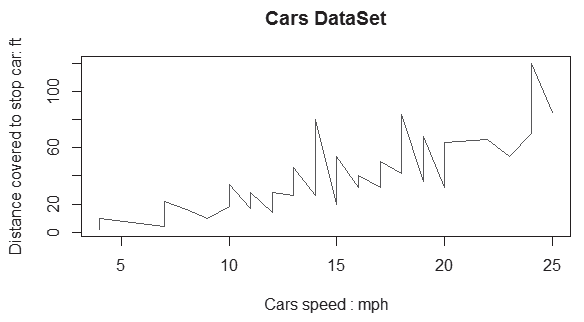 Cars DataSet
Distance covered to stop car: ft
100
60
20
0
5 10 15 20 25
Cars speed : mph